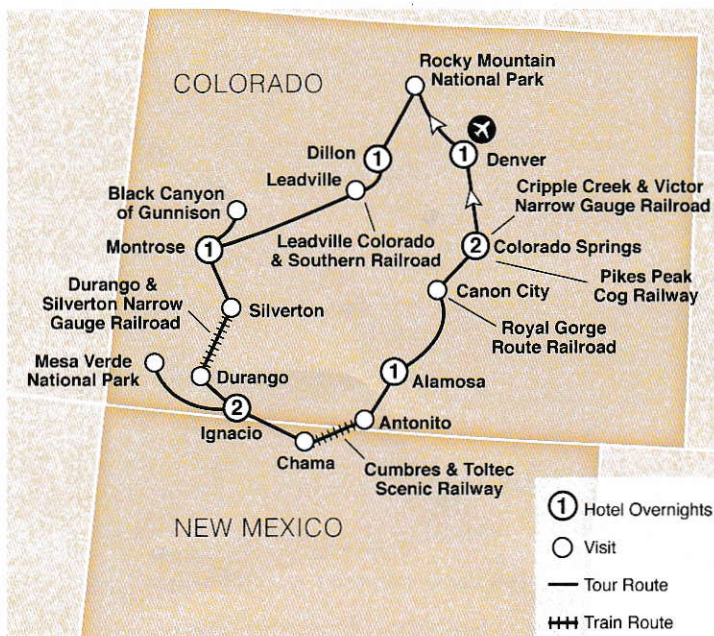 Rocky Mountain
National Park
COLORADO
Dillon
1
1
Denver
Leadville
Black Canyon
of Gunnison
Cripple Creek & Victor
Narrow Gauge Railroad
Montrose
1
Leadville Colorado
& Southern Railroad
2
Colorado Springs
Pikes Peak
Cog Railway
Durango &
Silverton Narrow
Gauge Railroad
Silverton
Canon City
Royal Gorge
Route Railroad
Mesa Verde
National Park
Durango
1
Alamosa
2
Ignacio
Antonito
Chama
Cumbres & Toltec
Scenic Railway
NEW MEXICO
1 Hotel Overnights
Visit
Tour Route
Train Route